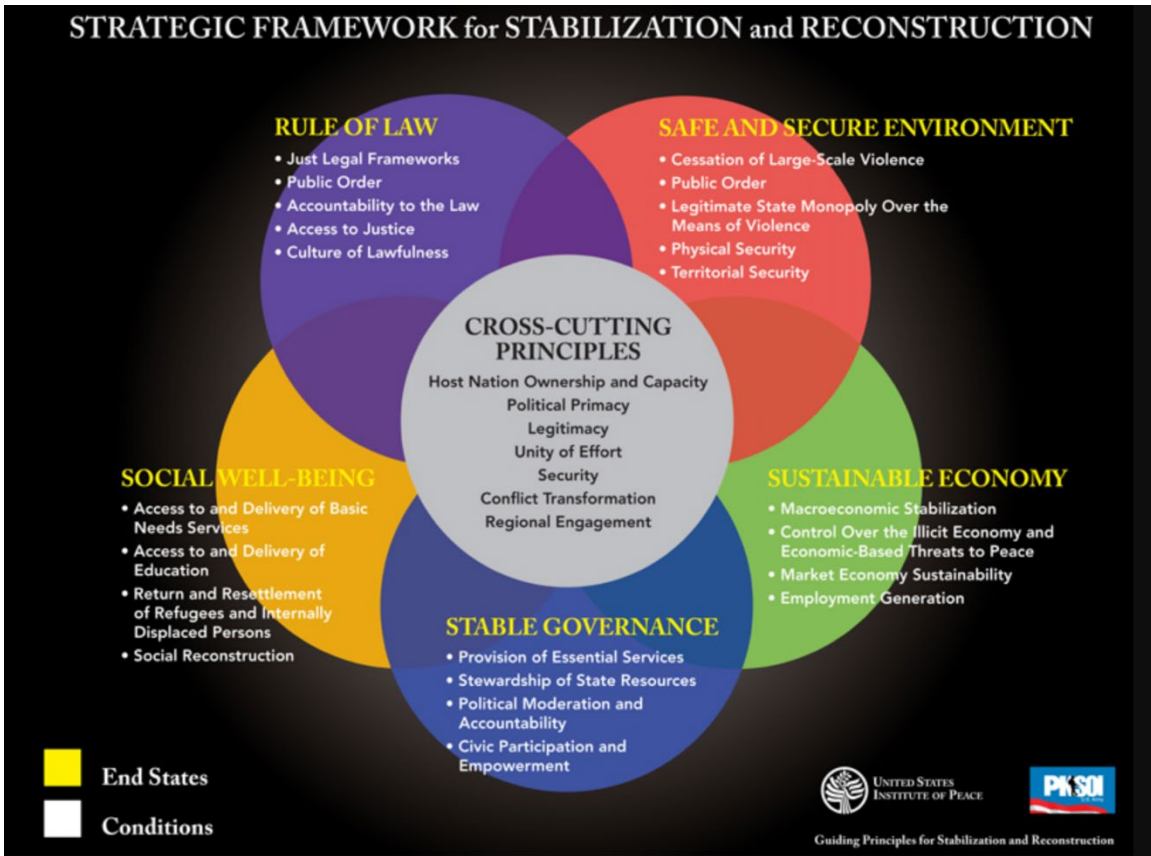 STRATEGIC FRAMEWORK for STABILIZATION and RECONSTRUCTION
RULE OF LAW
• Just Legal Frameworks
• Public Order
• Accountability to the Law
• Access to Justice
• Culture of Lawfulness
SAFE AND SECURE ENVIRONMENT
• Cessation of Large-Scale Violence
• Public Order
• Legitimate State Monopoly Over the
Means of Violence
• Physical Security
• Territorial Security
CROSS-CUTTING
PRINCIPLES
Host Nation Ownership and Capacity
Political Primacy
Legitimacy
Unity of Effort
Security
Conflict Transformation
Regional Engagement
SOCIAL WELL-BEING
• Access to and Delivery of Basic
Needs Services
• Access to and Delivery of
Education
• Return and Resettlement
of Refugees and Internally
Displaced Persons
• Social Reconstruction
SUSTAINABLE ECONOMY
• Macroeconomic Stabilization
• Control Over the Illicit Economy and
Economic-Based Threats to Peace
• Market Economy Sustainability
• Employment Generation
STABLE GOVERNANCE
• Provision of Essential Services
• Stewardship of State Resources
• Political Moderation and
Accountability
• Civic Participation and
Empowerment
End States
Conditions
UNITED STATES
INSTITUTE OF PEACE
PKSOI
U.S. Army
Guiding Principles for Stabilization and Reconstruction